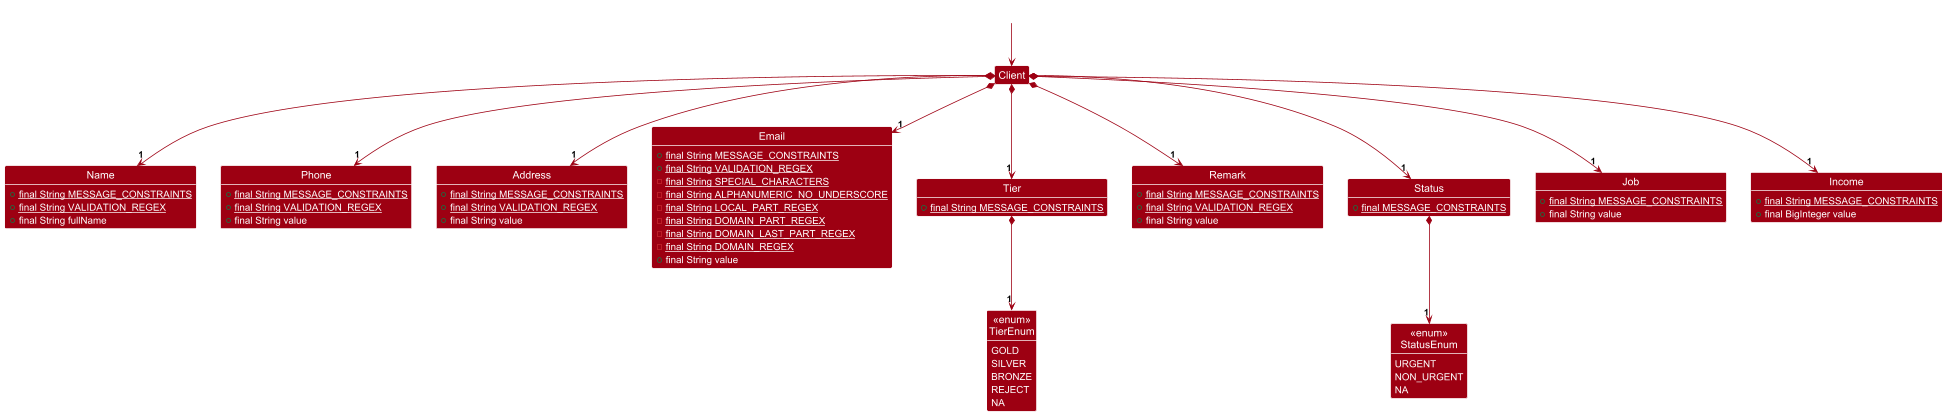 Client
1
Name
final String MESSAGE_CONSTRAINTS
final String VALIDATION_REGEX
final String fullName
1
Phone
final String MESSAGE_CONSTRAINTS
final String VALIDATION_REGEX
final String value
1
Address
final String MESSAGE_CONSTRAINTS
final String VALIDATION_REGEX
final String value
1
Email
final String MESSAGE_CONSTRAINTS
final String VALIDATION_REGEX
final String SPECIAL_CHARACTERS
final String ALPHANUMERIC_NO_UNDERSCORE
final String LOCAL_PART_REGEX
final String DOMAIN_PART_REGEX
final String DOMAIN_LAST_PART_REGEX
final String DOMAIN_REGEX
final String value
1
Tier
final String MESSAGE_CONSTRAINTS
1
«enum»
TierEnum
GOLD
SILVER
BRONZE
REJECT
NA
1
Remark
final String MESSAGE_CONSTRAINTS
final String VALIDATION_REGEX
final String value
1
Status
final MESSAGE_CONSTRAINTS
1
«enum»
StatusEnum
URGENT
NON_URGENT
NA
1
Job
final String MESSAGE_CONSTRAINTS
final String value
1
Income
final String MESSAGE_CONSTRAINTS
final BigInteger value